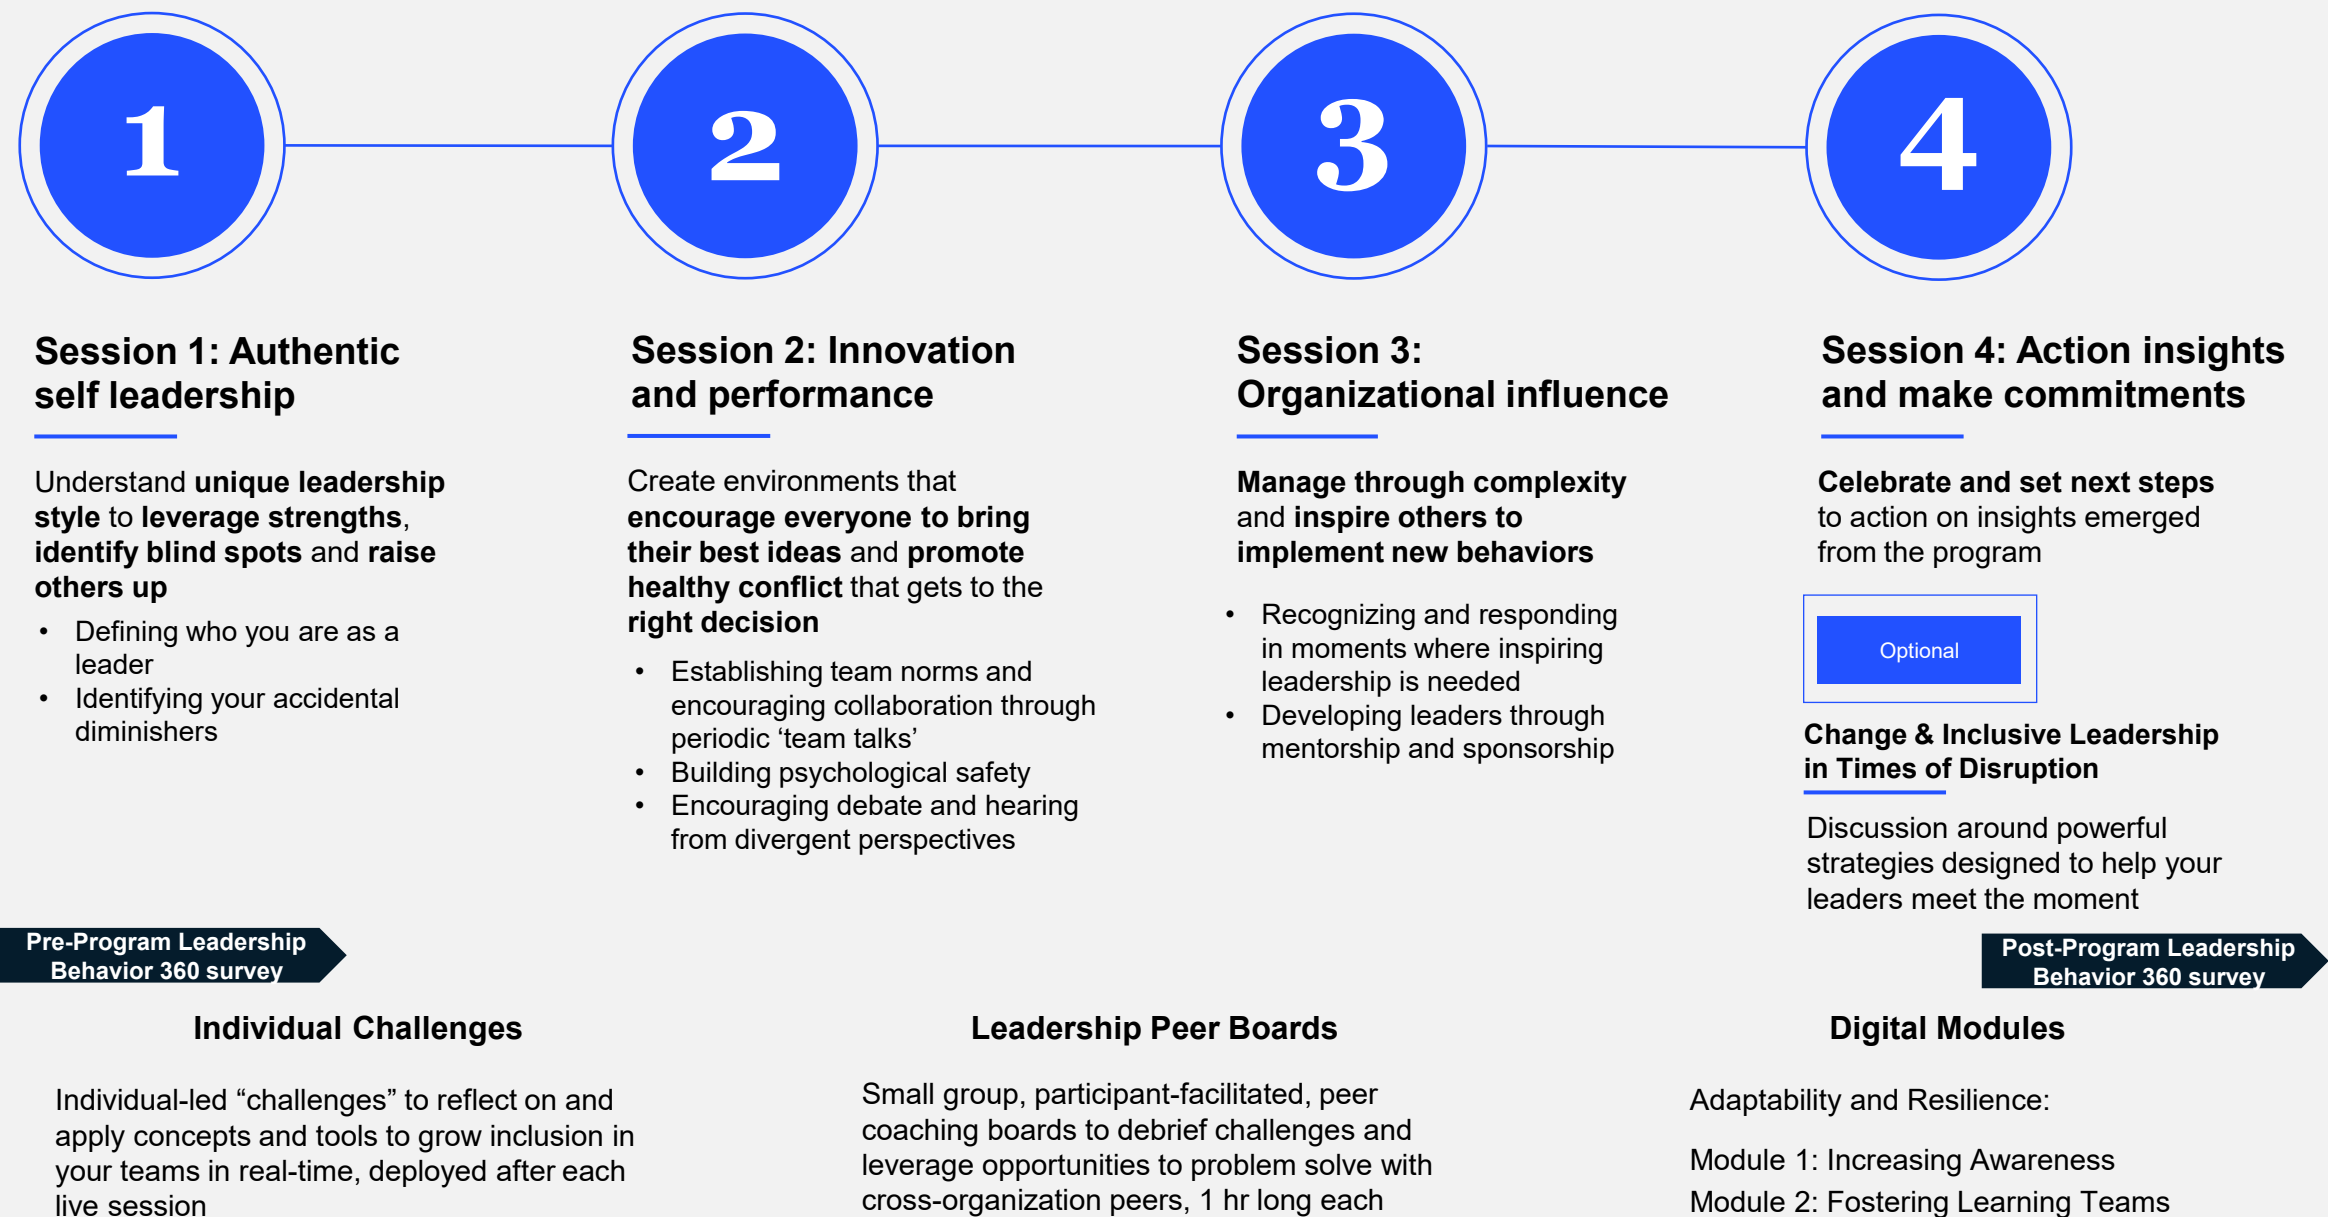 1
2
3
4
Session 1: Authentic
self leadership
Understand unique leadership
style to leverage strengths,
identify blind spots and raise
others up
• Defining who you are as a
leader
• Identifying your accidental
diminishers
Session 2: Innovation
and performance
Create environments that
encourage everyone to bring
their best ideas and promote
healthy conflict that gets to the
right decision
• Establishing team norms and
encouraging collaboration through
periodic ‘team talks’
• Building psychological safety
• Encouraging debate and hearing
from divergent perspectives
Session 3:
Organizational influence
Manage through complexity
and inspire others to
implement new behaviors
• Recognizing and responding
in moments where inspiring
leadership is needed
• Developing leaders through
mentorship and sponsorship
Session 4: Action insights
and make commitments
Celebrate and set next steps
to action on insights emerged
from the program
Optional
Change & Inclusive Leadership
in Times of Disruption
Discussion around powerful
strategies designed to help your
leaders meet the moment
Pre-Program Leadership
Behavior 360 survey
Post-Program Leadership
Behavior 360 survey
Individual Challenges
Individual-led “challenges” to reflect on and
apply concepts and tools to grow inclusion in
your teams in real-time, deployed after each
live session
Leadership Peer Boards
Small group, participant-facilitated, peer
coaching boards to debrief challenges and
leverage opportunities to problem solve with
cross-organization peers, 1 hr long each
Digital Modules
Adaptability and Resilience:
Module 1: Increasing Awareness
Module 2: Fostering Learning Teams